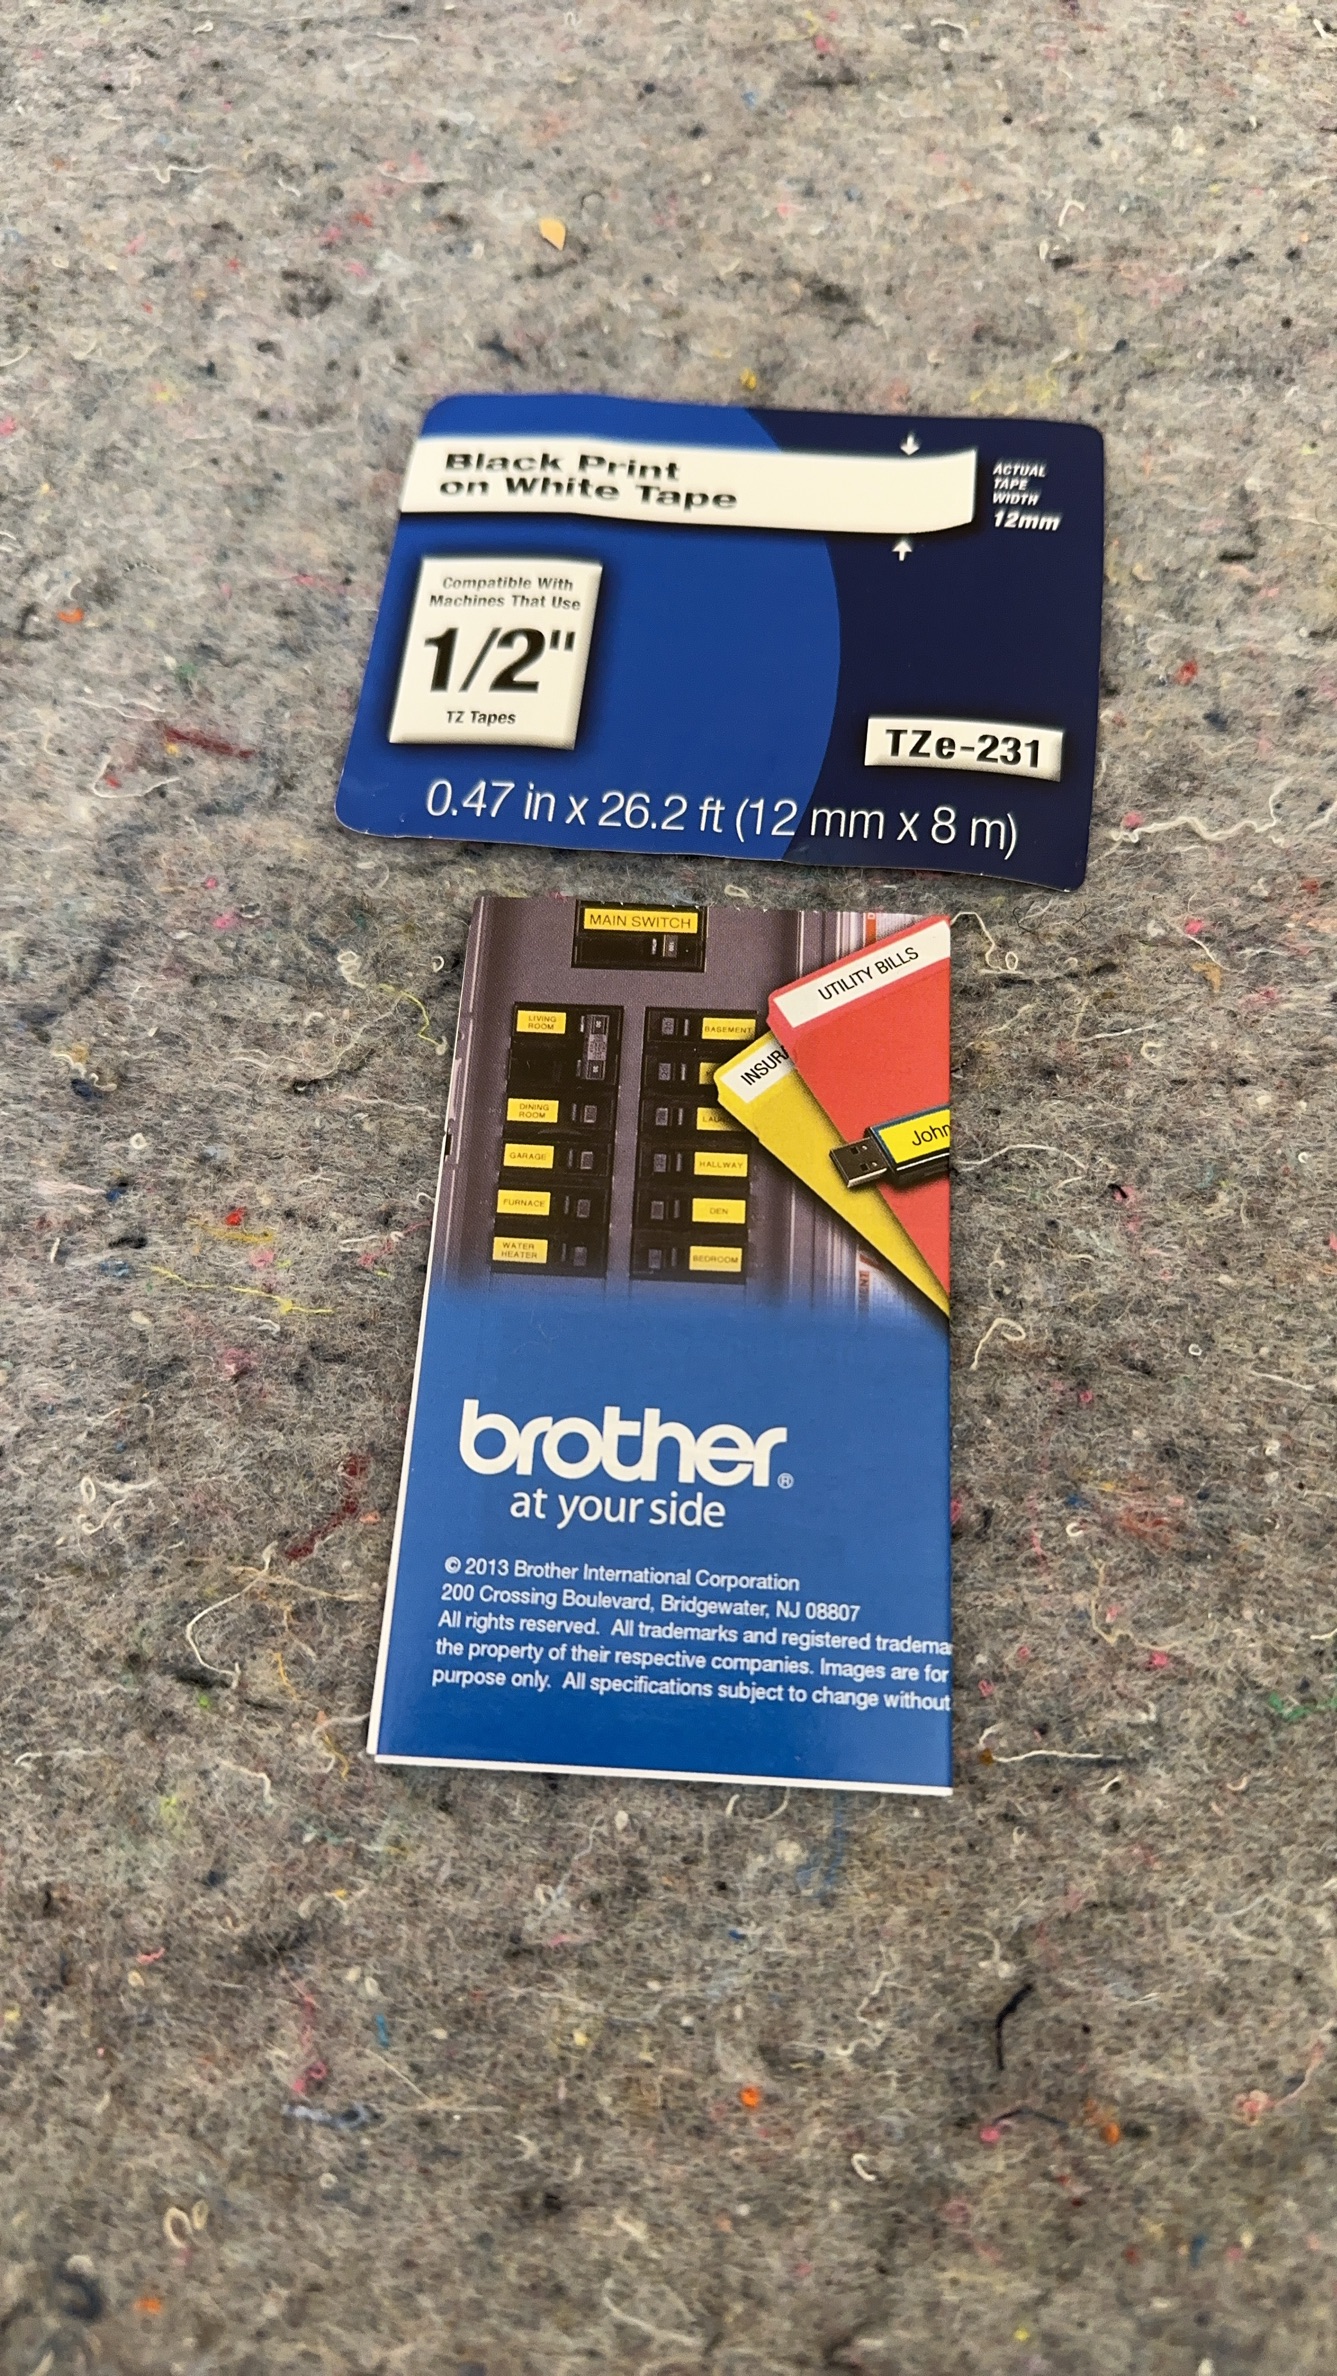 Black Print
on White Tape
ACTUAL
TAPE
WIDTH
12mm
Compatible With
Machines That Use
1/2"
TZ Tapes
TZe-231
0.47 in x 26.2 ft (12 mm x 8 m)
MAIN SWITCH
UTILITY BILLS
INSURA
John
LIVING
ROOM
BASEMENT
DINING
ROOM
LAU
GARAGE
HALLWAY
FURNACE
DEN
WATER
HEATER
BEDROOM
brother®
at your side
© 2013 Brother International Corporation
200 Crossing Boulevard, Bridgewater, NJ 08807
All rights reserved. All trademarks and registered tradema
the property of their respective companies. Images are for
purpose only. All specifications subject to change without